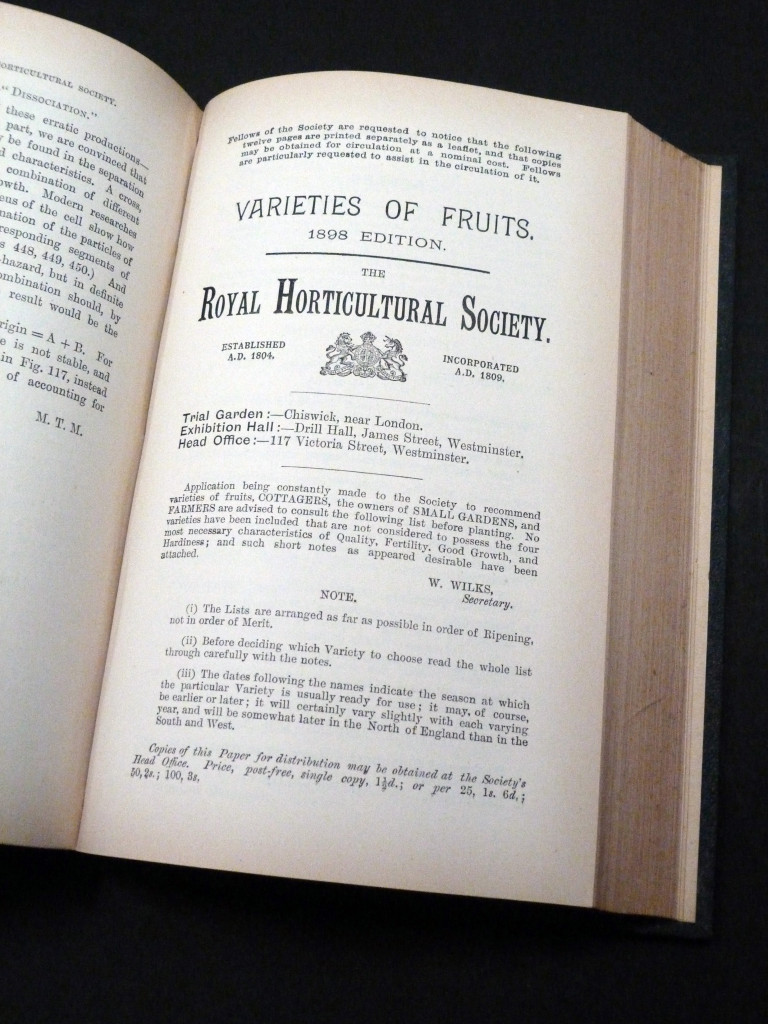 ORTICULTURAL SOCIETY.
"DISSOCIATION."
these erratic productions—
part, we are convinced that
be found in the separation
characteristics. A cross,
combination of different
owth. Modern researches
eus of the cell show how
nation of the particles of
responding segments of
s 448, 449, 450.) And
hazard, but in definite
ombination should, by
result would be the
rigin = A + B. For
e is not stable, and
in Fig. 117, instead
of accounting for
M. T. M.
Fellows of the Society are requested to notice that the following
twelve pages are printed separately as a leaflet, and that copies
may be obtained for circulation at a nominal cost. Fellows
are particularly requested to assist in the circulation of it.
VARIETIES OF FRUITS.
1898 EDITION.
THE
ROYAL HORTICULTURAL SOCIETY.
ESTABLISHED
A.D. 1804.
INCORPORATED
A.D. 1809.
Trial Garden:—Chiswick, near London.
Exhibition Hall:—Drill Hall, James Street, Westminster.
Head Office:—117 Victoria Street, Westminster.
Application being constantly made to the Society to recommend
varieties of fruits, COTTAGERS, the owners of SMALL GARDENS, and
FARMERS are advised to consult the following list before planting. No
varieties have been included that are not considered to possess the four
most necessary characteristics of Quality, Fertility, Good Growth, and
Hardiness; and such short notes as appeared desirable have been
attached.
W. WILKS,
Secretary.
NOTE.
(i) The Lists are arranged as far as possible in order of Ripening,
not in order of Merit.
(ii) Before deciding which Variety to choose read the whole list
through carefully with the notes.
(iii) The dates following the names indicate the season at which
the particular Variety is usually ready for use; it may, of course,
be earlier or later; it will certainly vary slightly with each varying
year, and will be somewhat later in the North of England than in the
South and West.
Copies of this Paper for distribution may be obtained at the Society's
Head Office. Price, post-free, single copy, 1½d.; or per 25, 1s. 6d.;
50, 2s.; 100, 3s.